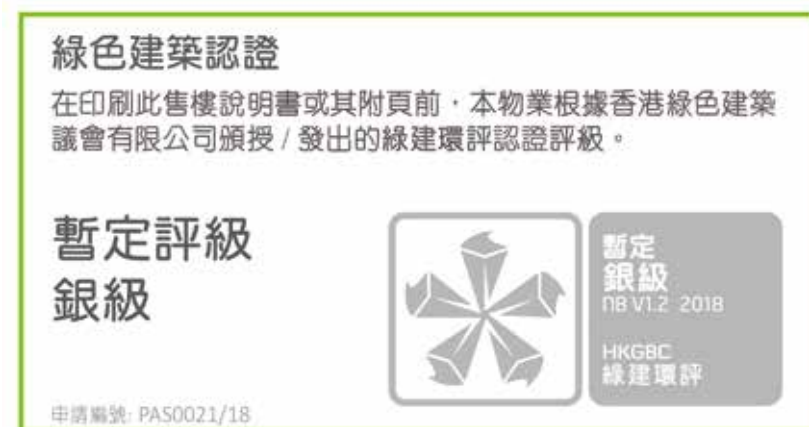 綠色建築認證
在印刷此售樓說明書或其附頁前，本物業根據香港綠色建築
議會有限公司頒授 / 發出的綠建環評認證評級。
暫定評級
銀級
暫定
銀級
NB V1.2 2018
HKGBC
綠建環評
申請編號: PAS0021/18